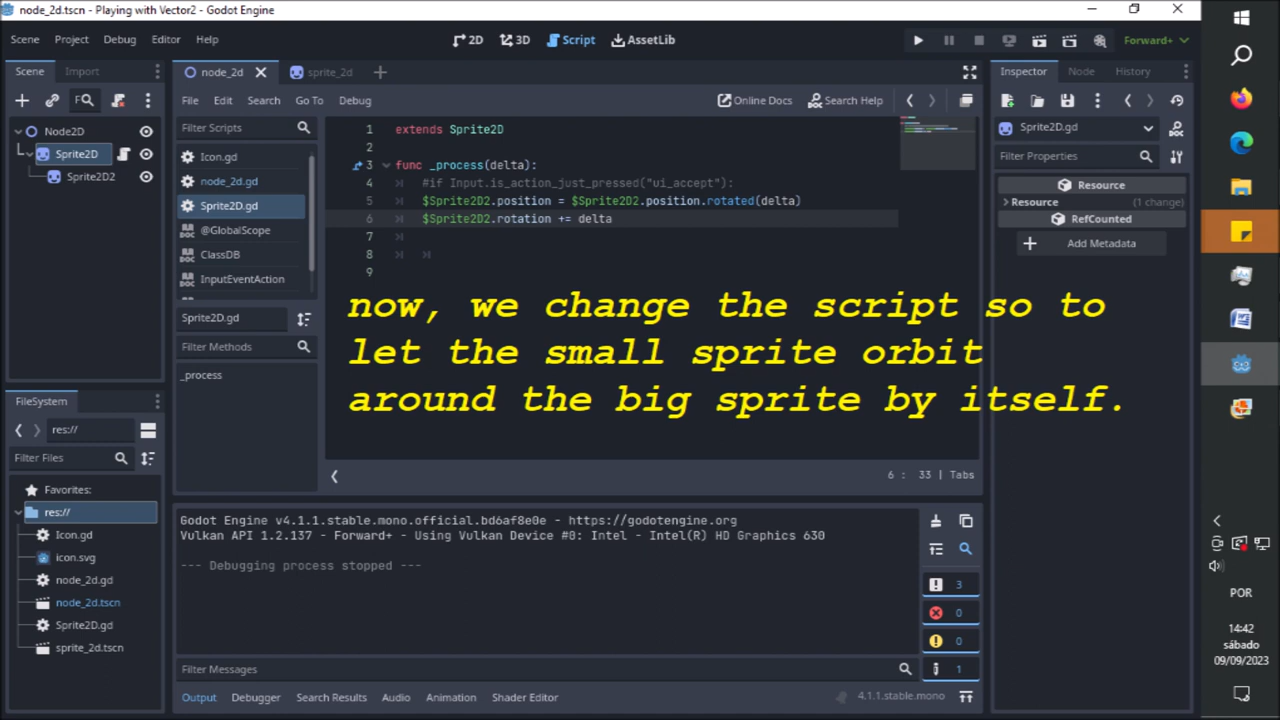 node_2d.tscn - Playing with Vector2 - Godot Engine
Scene Project Debug Editor Help
2D 3D Script AssetLib
Forward+
Scene Import
node_2d sprite_2d
Inspector Node History
File Edit Search Go To Debug
Online Docs Search Help
Filter Scripts
Node2D
Sprite2D
Sprite2D2
Icon.gd
node_2d.gd
Sprite2D.gd
@GlobalScope
ClassDB
InputEventAction
Sprite2D.gd
Filter Methods
_process
1 extends Sprite2D
2
3 func _process(delta):
4 #if Input.is_action_just_pressed("ui_accept"):
5 $Sprite2D2.position = $Sprite2D2.position.rotated(delta)
6 $Sprite2D2.rotation += delta
7
8
9
now, we change the script so to
let the small sprite orbit
around the big sprite by itself.
6 : 33 | Tabs
Sprite2D.gd
Filter Properties
Resource
Resource (1 change)
RefCounted
Add Metadata
FileSystem
res://
Filter Files
Favorites:
res://
Icon.gd
icon.svg
node_2d.gd
node_2d.tscn
Sprite2D.gd
sprite_2d.tscn
Godot Engine v4.1.1.stable.mono.official.bd6af8e0e - https://godotengine.org
Vulkan API 1.2.137 - Forward+ - Using Vulkan Device #0: Intel - Intel(R) HD Graphics 630
--- Debugging process stopped ---
3
0
0
1
Filter Messages
Output Debugger Search Results Audio Animation Shader Editor
4.1.1.stable.mono
POR
14:42
sábado
09/09/2023